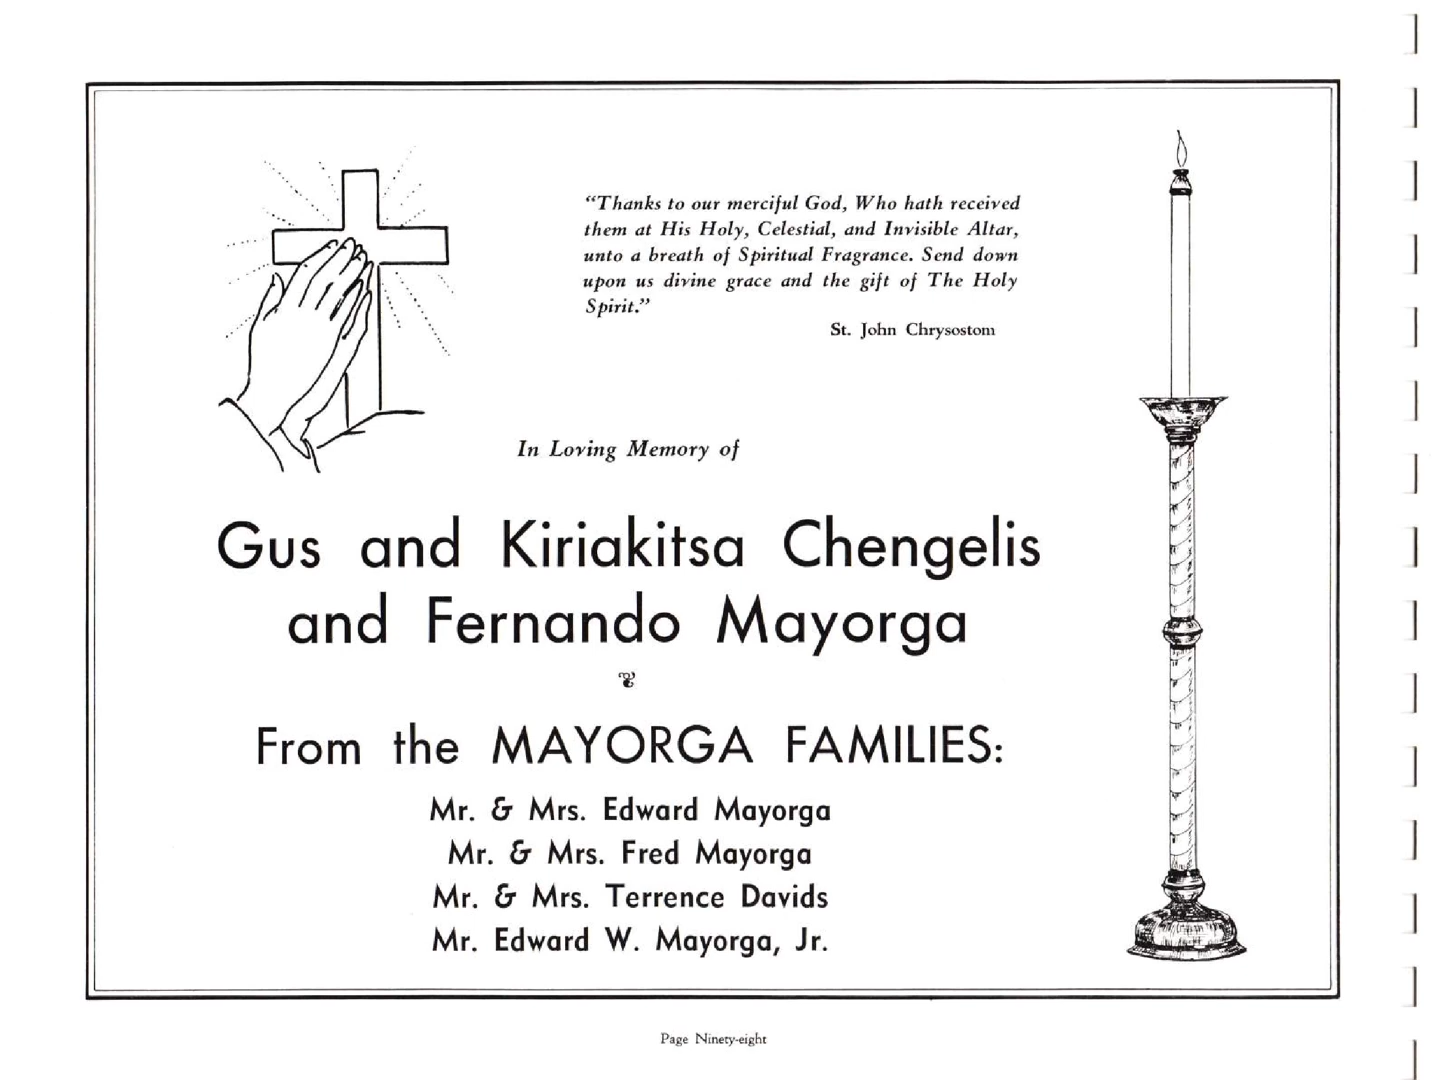 “Thanks to our merciful God, Who hath received
them at His Holy, Celestial, and Invisible Altar,
unto a breath of Spiritual Fragrance. Send down
upon us divine grace and the gift of The Holy
Spirit.”
St. John Chrysostom
In Loving Memory of
Gus and Kiriakitsa Chengelis
and Fernando Mayorga
From the MAYORGA FAMILIES:
Mr. & Mrs. Edward Mayorga
Mr. & Mrs. Fred Mayorga
Mr. & Mrs. Terrence Davids
Mr. Edward W. Mayorga, Jr.
Page Ninety-eight